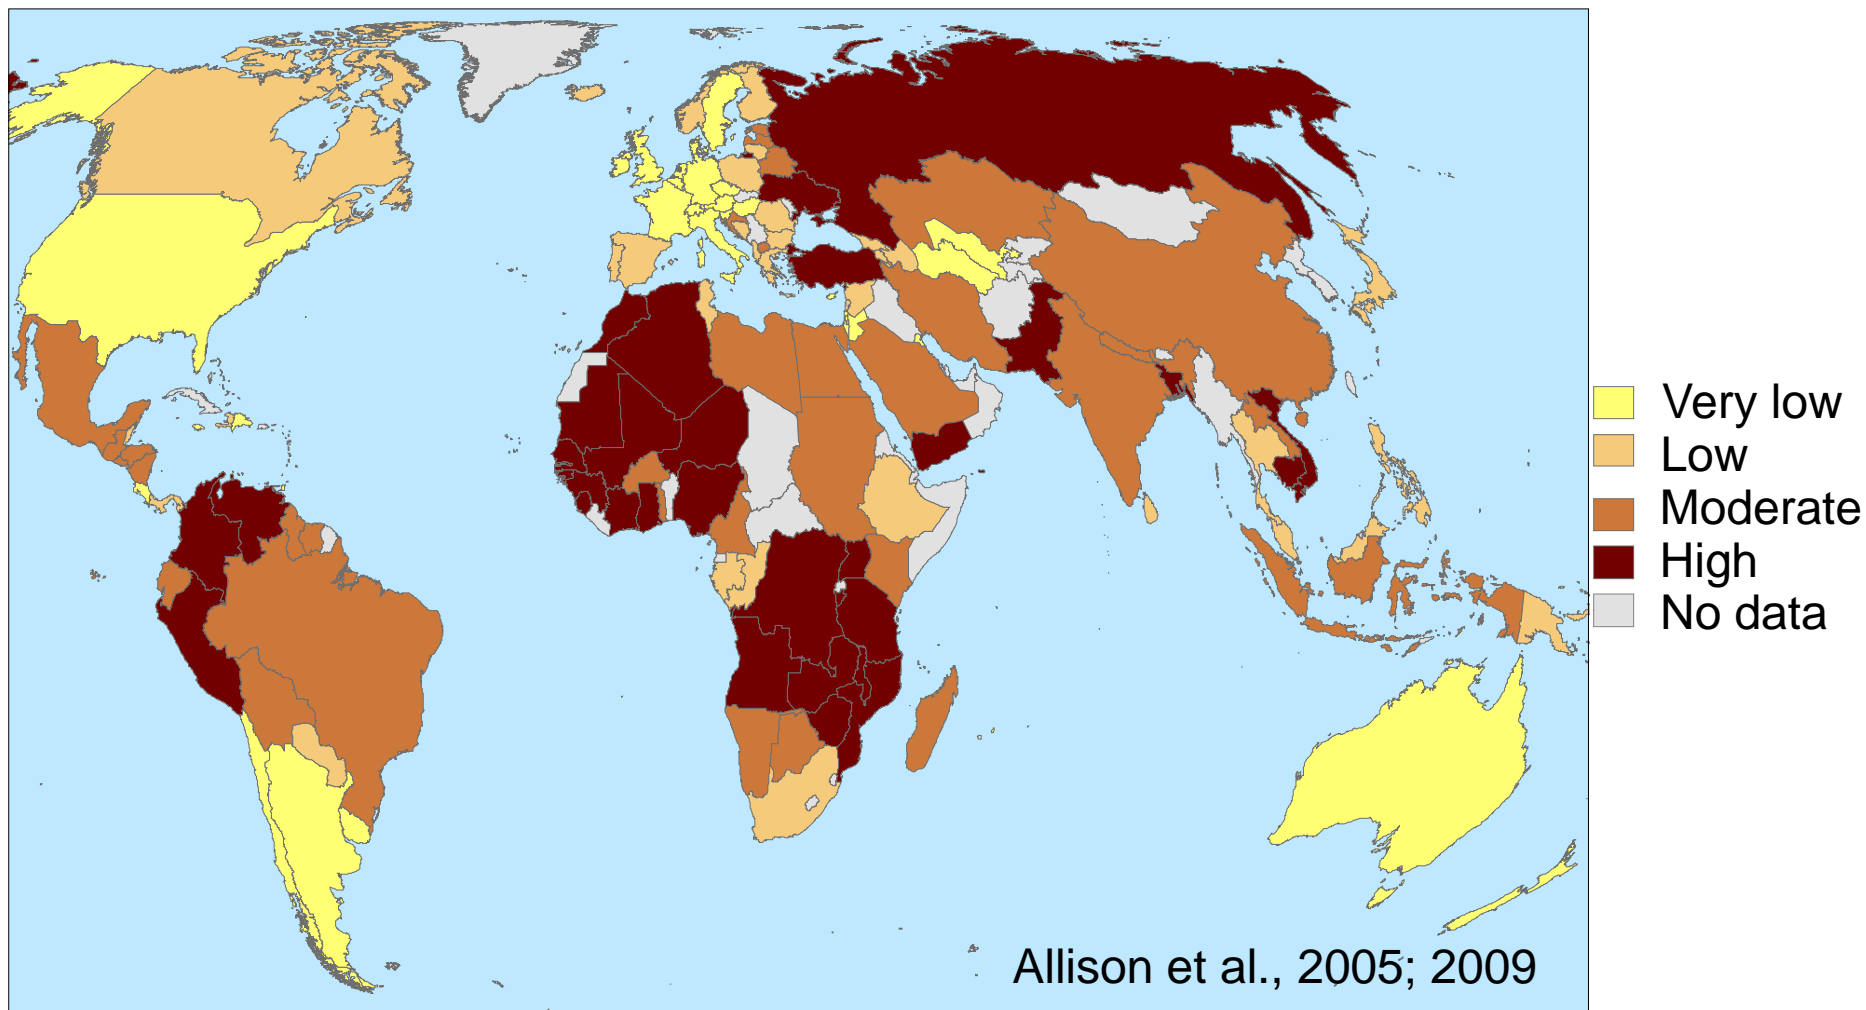 Very low
Low
Moderate
High
No data
Allison et al., 2005; 2009